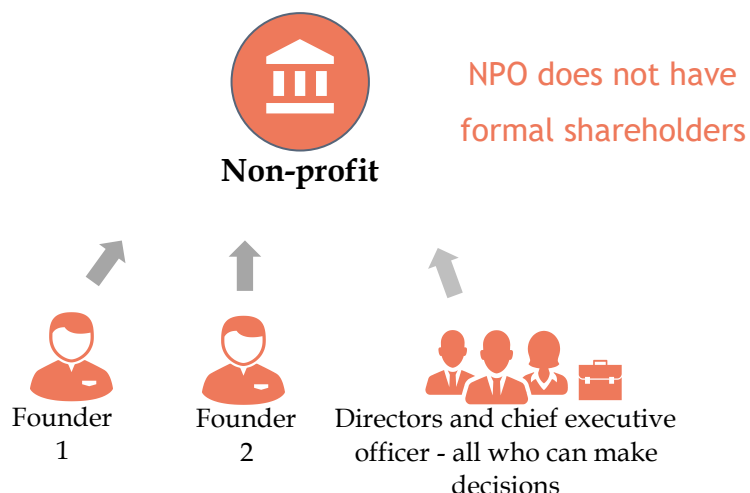 NPO does not have
formal shareholders
Non-profit
Founder
1
Founder
2
Directors and chief executive
officer - all who can make
decisions